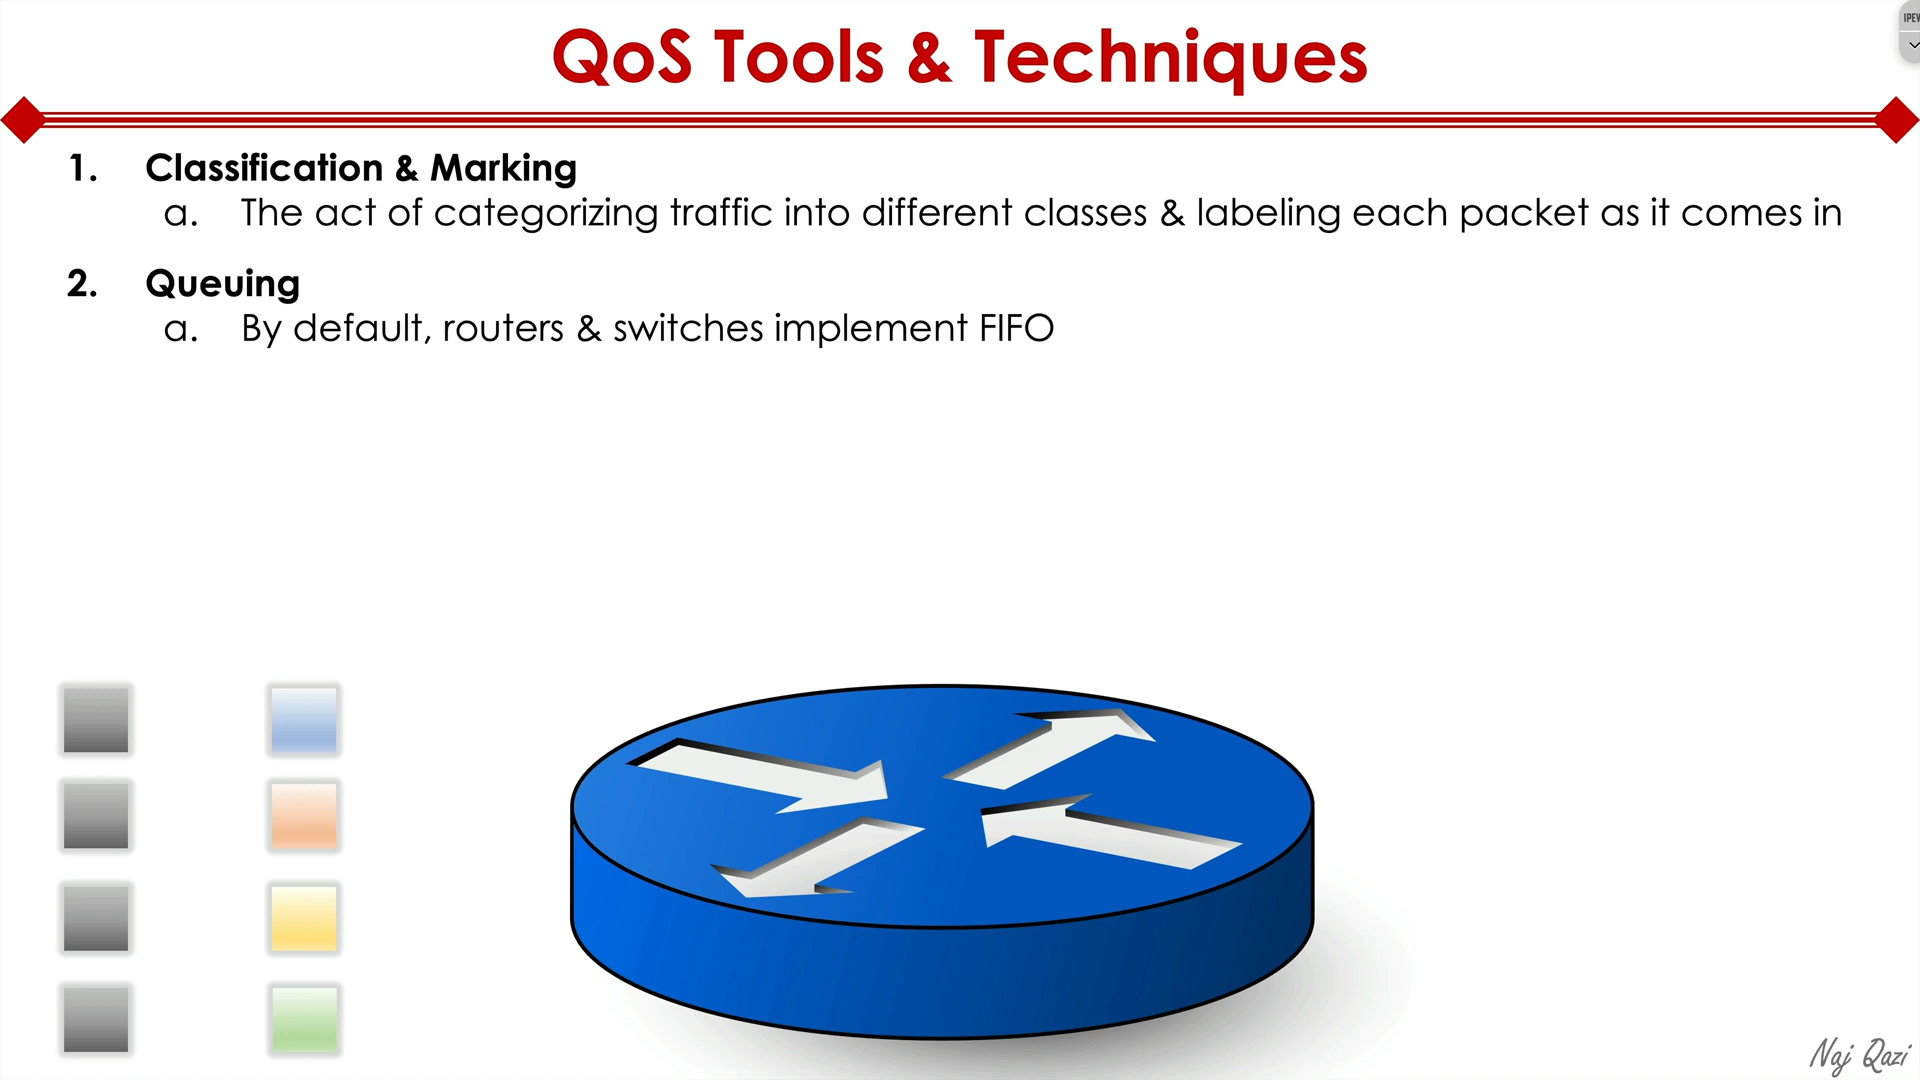 QoS Tools & Techniques
1. Classification & Marking
a. The act of categorizing traffic into different classes & labeling each packet as it comes in
2. Queuing
a. By default, routers & switches implement FIFO
Naj Qazi